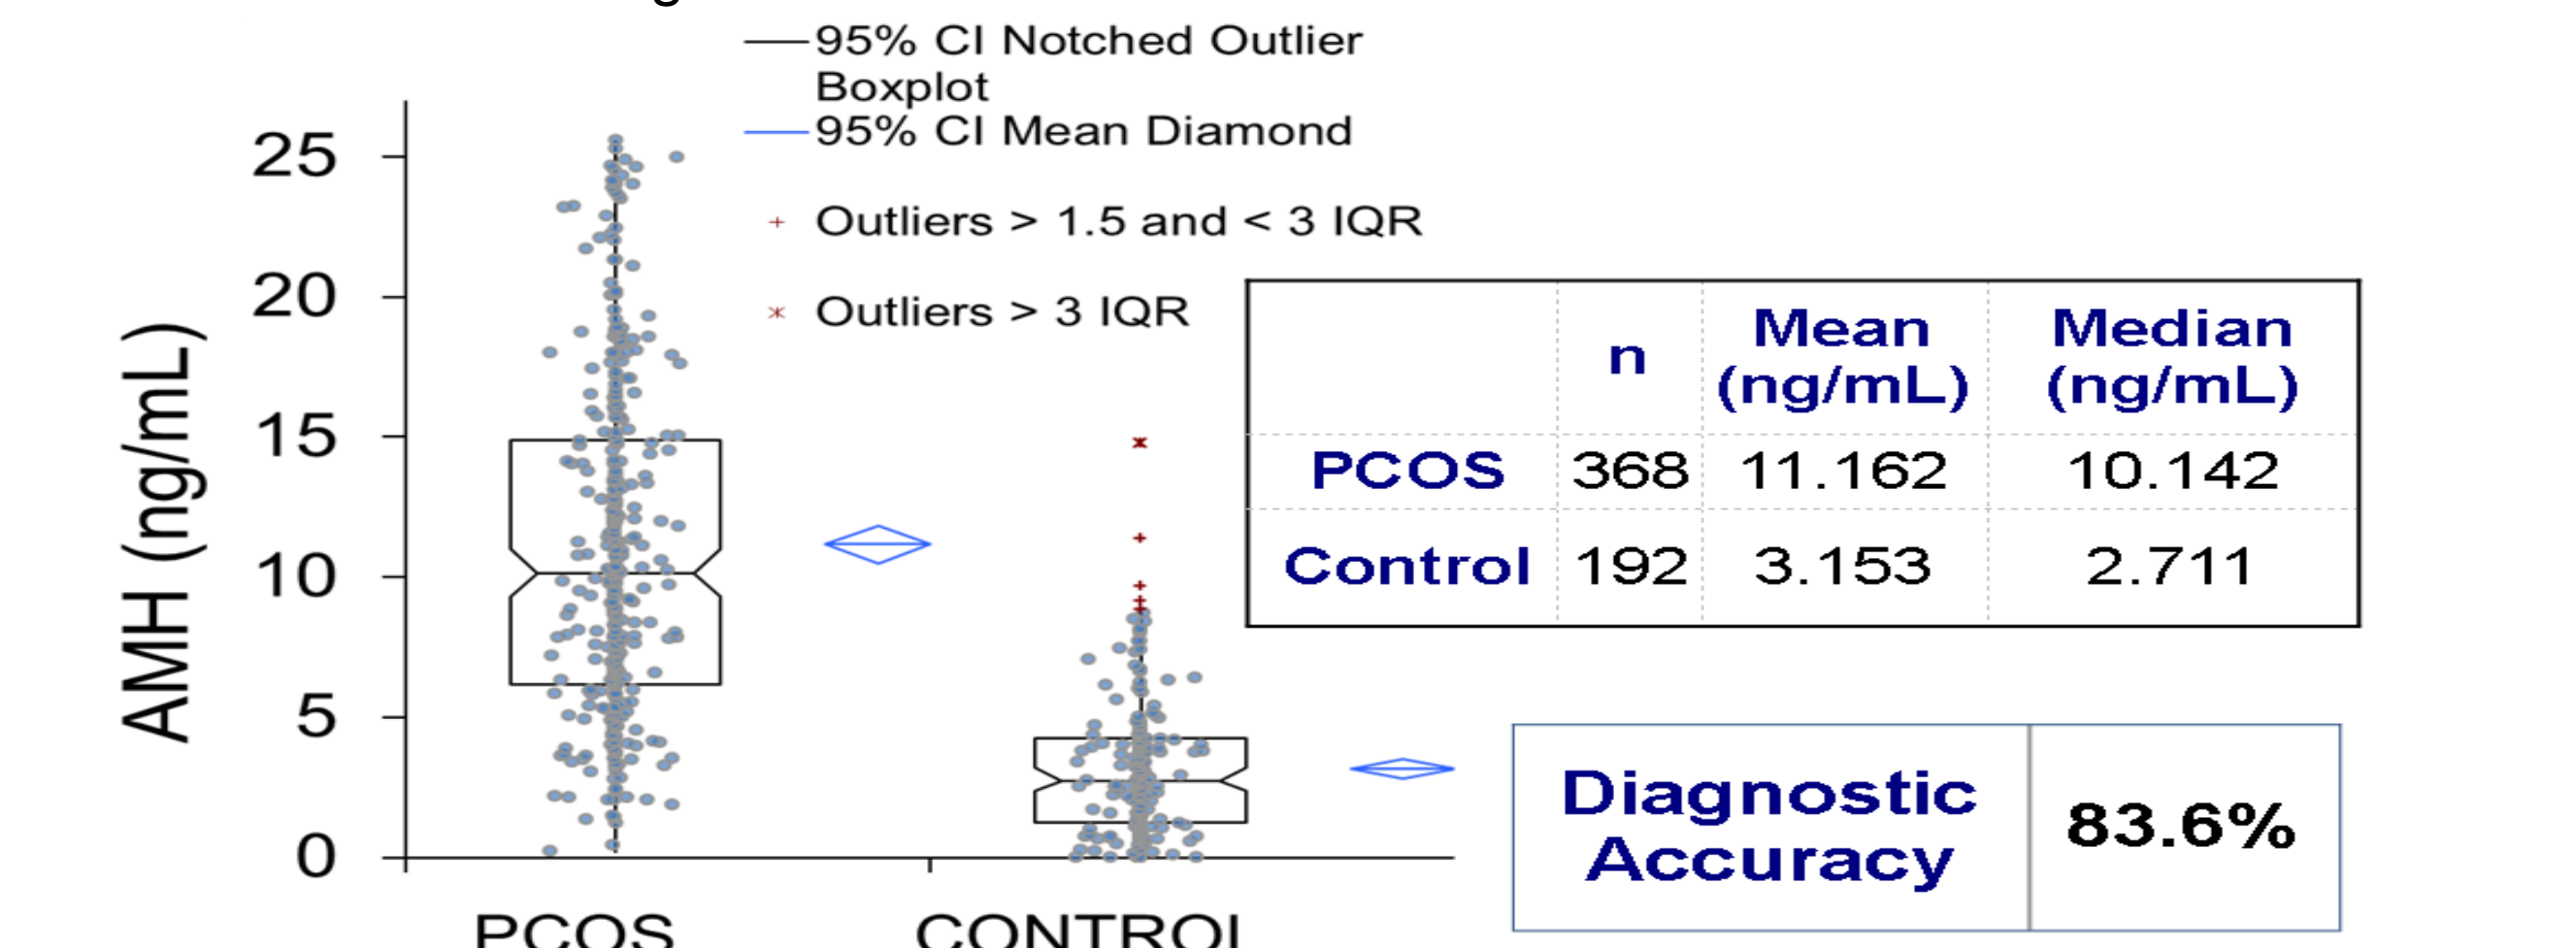 95% CI Notched Outlier
Boxplot
95% CI Mean Diamond
Outliers > 1.5 and < 3 IQR
Outliers > 3 IQR
AMH (ng/mL)
25
20
15
10
5
0
PCOS
CONTROL
n
Mean
(ng/mL)
Median
(ng/mL)
PCOS 368 11.162 10.142
Control 192 3.153 2.711
Diagnostic
Accuracy
83.6%